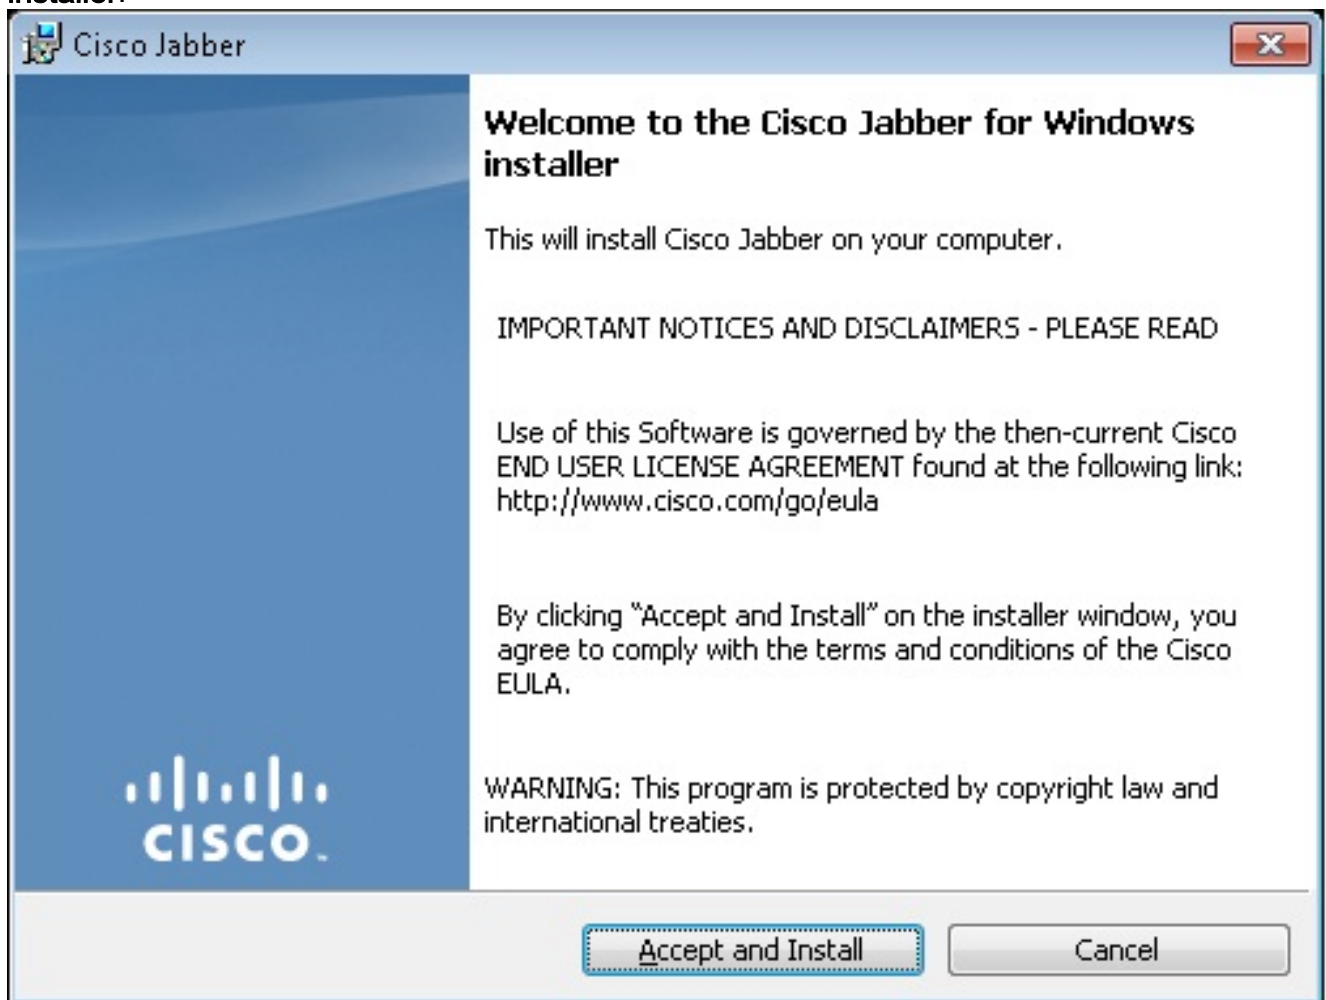 installer.
Cisco Jabber
Welcome to the Cisco Jabber for Windows
installer
This will install Cisco Jabber on your computer.
IMPORTANT NOTICES AND DISCLAIMERS - PLEASE READ
Use of this Software is governed by the then-current Cisco
END USER LICENSE AGREEMENT found at the following link:
http://www.cisco.com/go/eula
By clicking “Accept and Install” on the installer window, you
agree to comply with the terms and conditions of the Cisco
EULA.
WARNING: This program is protected by copyright law and
international treaties.
CISCO.
Accept and Install
Cancel